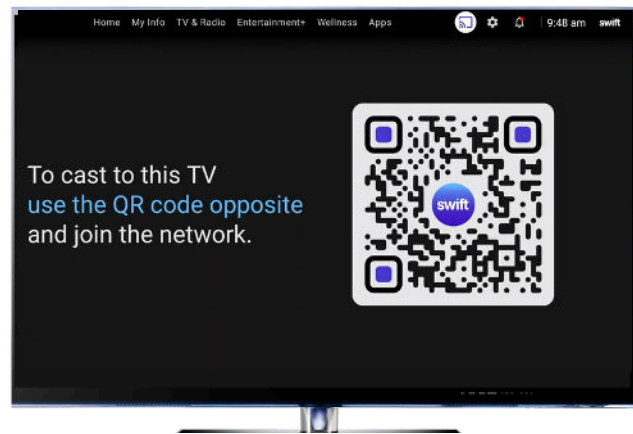 Home My Info TV & Radio Entertainment+ Wellness Apps 9:48 am swift
To cast to this TV
use the QR code opposite
and join the network.
swift